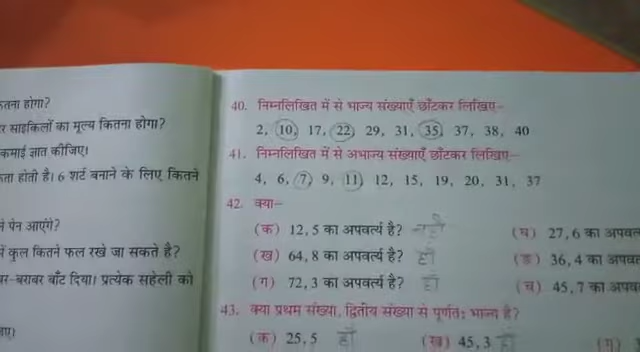 होगा?
साइकिलों का मूल्य कितना होगा?
कमाई ज्ञात कीजिए।
होती है। 6 शर्ट बनाने के लिए कितने
पेन आएंगे?
कुल कितने फल रखे जा सकते है?
बराबर बाँट दिया। प्रत्येक सहेली को
40. निम्नलिखित में से भाज्य संख्याएँ छाँटकर लिखिए–
2, 10, 17, 22, 29, 31, 35, 37, 38, 40
41. निम्नलिखित में से अभाज्य संख्याएँ छाँटकर लिखिए–
4, 6, 7, 9, 11, 12, 15, 19, 20, 31, 37
42. क्या–
(क) 12, 5 का अपवर्त्य है? नहीं (घ) 27, 6 का
(ख) 64, 8 का अपवर्त्य है? हाँ (ङ) 36, 4 का
(ग) 72, 3 का अपवर्त्य है? हाँ (च) 45, 7 का
43. क्या प्रथम संख्या, द्वितीय संख्या से पूर्णतः भाज्य है?
(क) 25, 5 हाँ (ख) 45, 3 हाँ (ग)